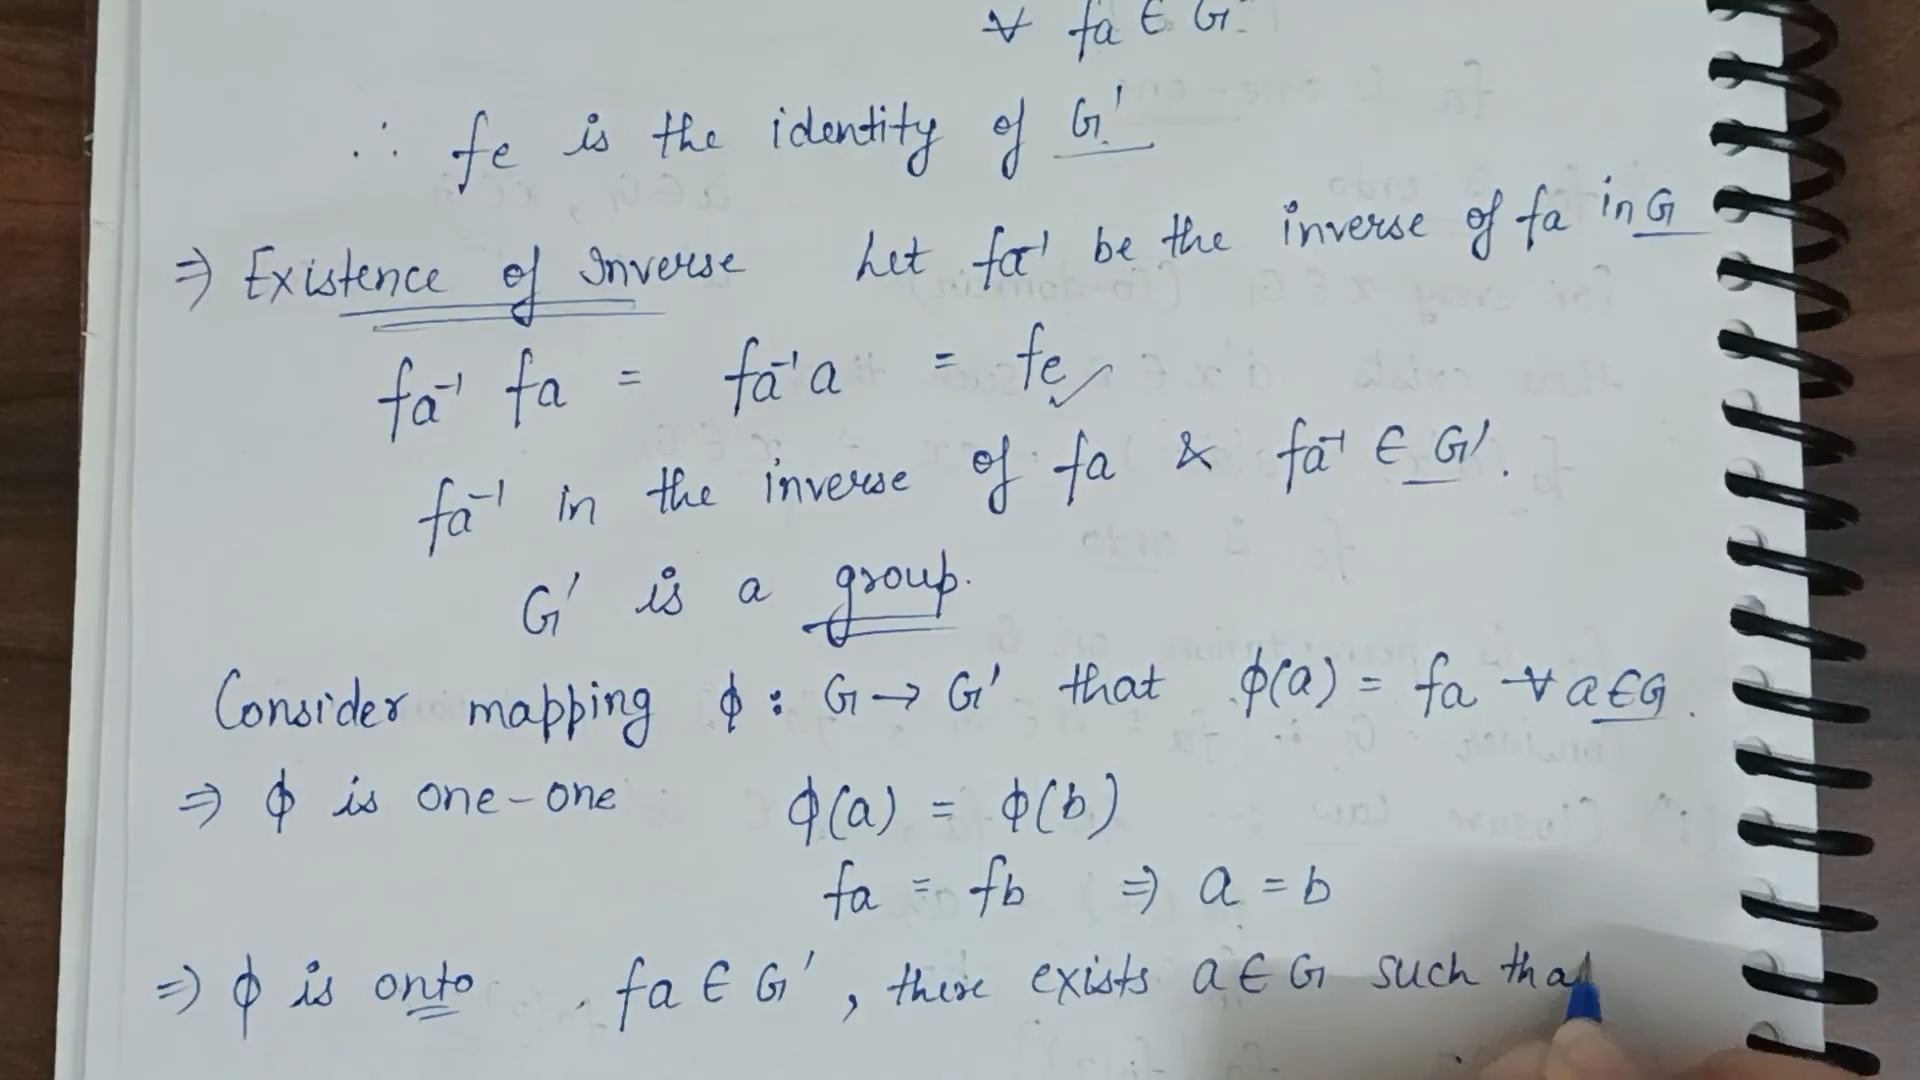 ∀ fa ∈ G
∴ fe is the identity of G'
⇒ Existence of Inverse Let fa⁻¹ be the inverse of fa in G
fa⁻¹ fa = fa⁻¹a = fe
fa⁻¹ in the inverse of fa & fa⁻¹ ∈ G'.
G' is a group.
Consider mapping ϕ : G → G' that ϕ(a) = fa ∀ a ∈ G.
⇒ ϕ is one-one ϕ(a) = ϕ(b)
fa = fb ⇒ a = b
⇒ ϕ is onto . fa ∈ G' , there exists a ∈ G such that